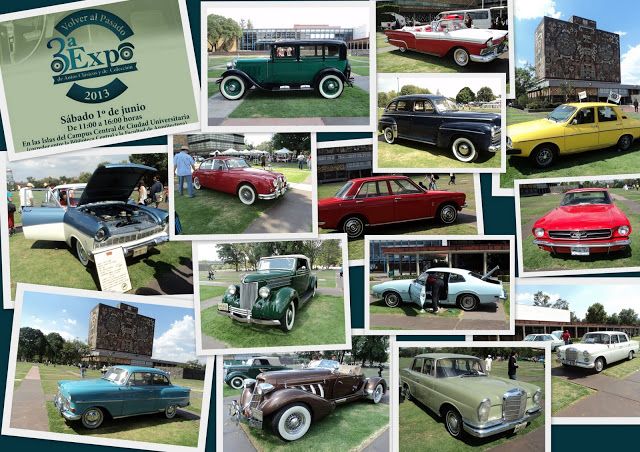 Volver al Pasado
3a Expo
de Autos Clásicos y de Colección
2013
Sábado 1º de junio
De 11:00 a 16:00 hrs
En las Islas del Campus Central de Ciudad Universitaria